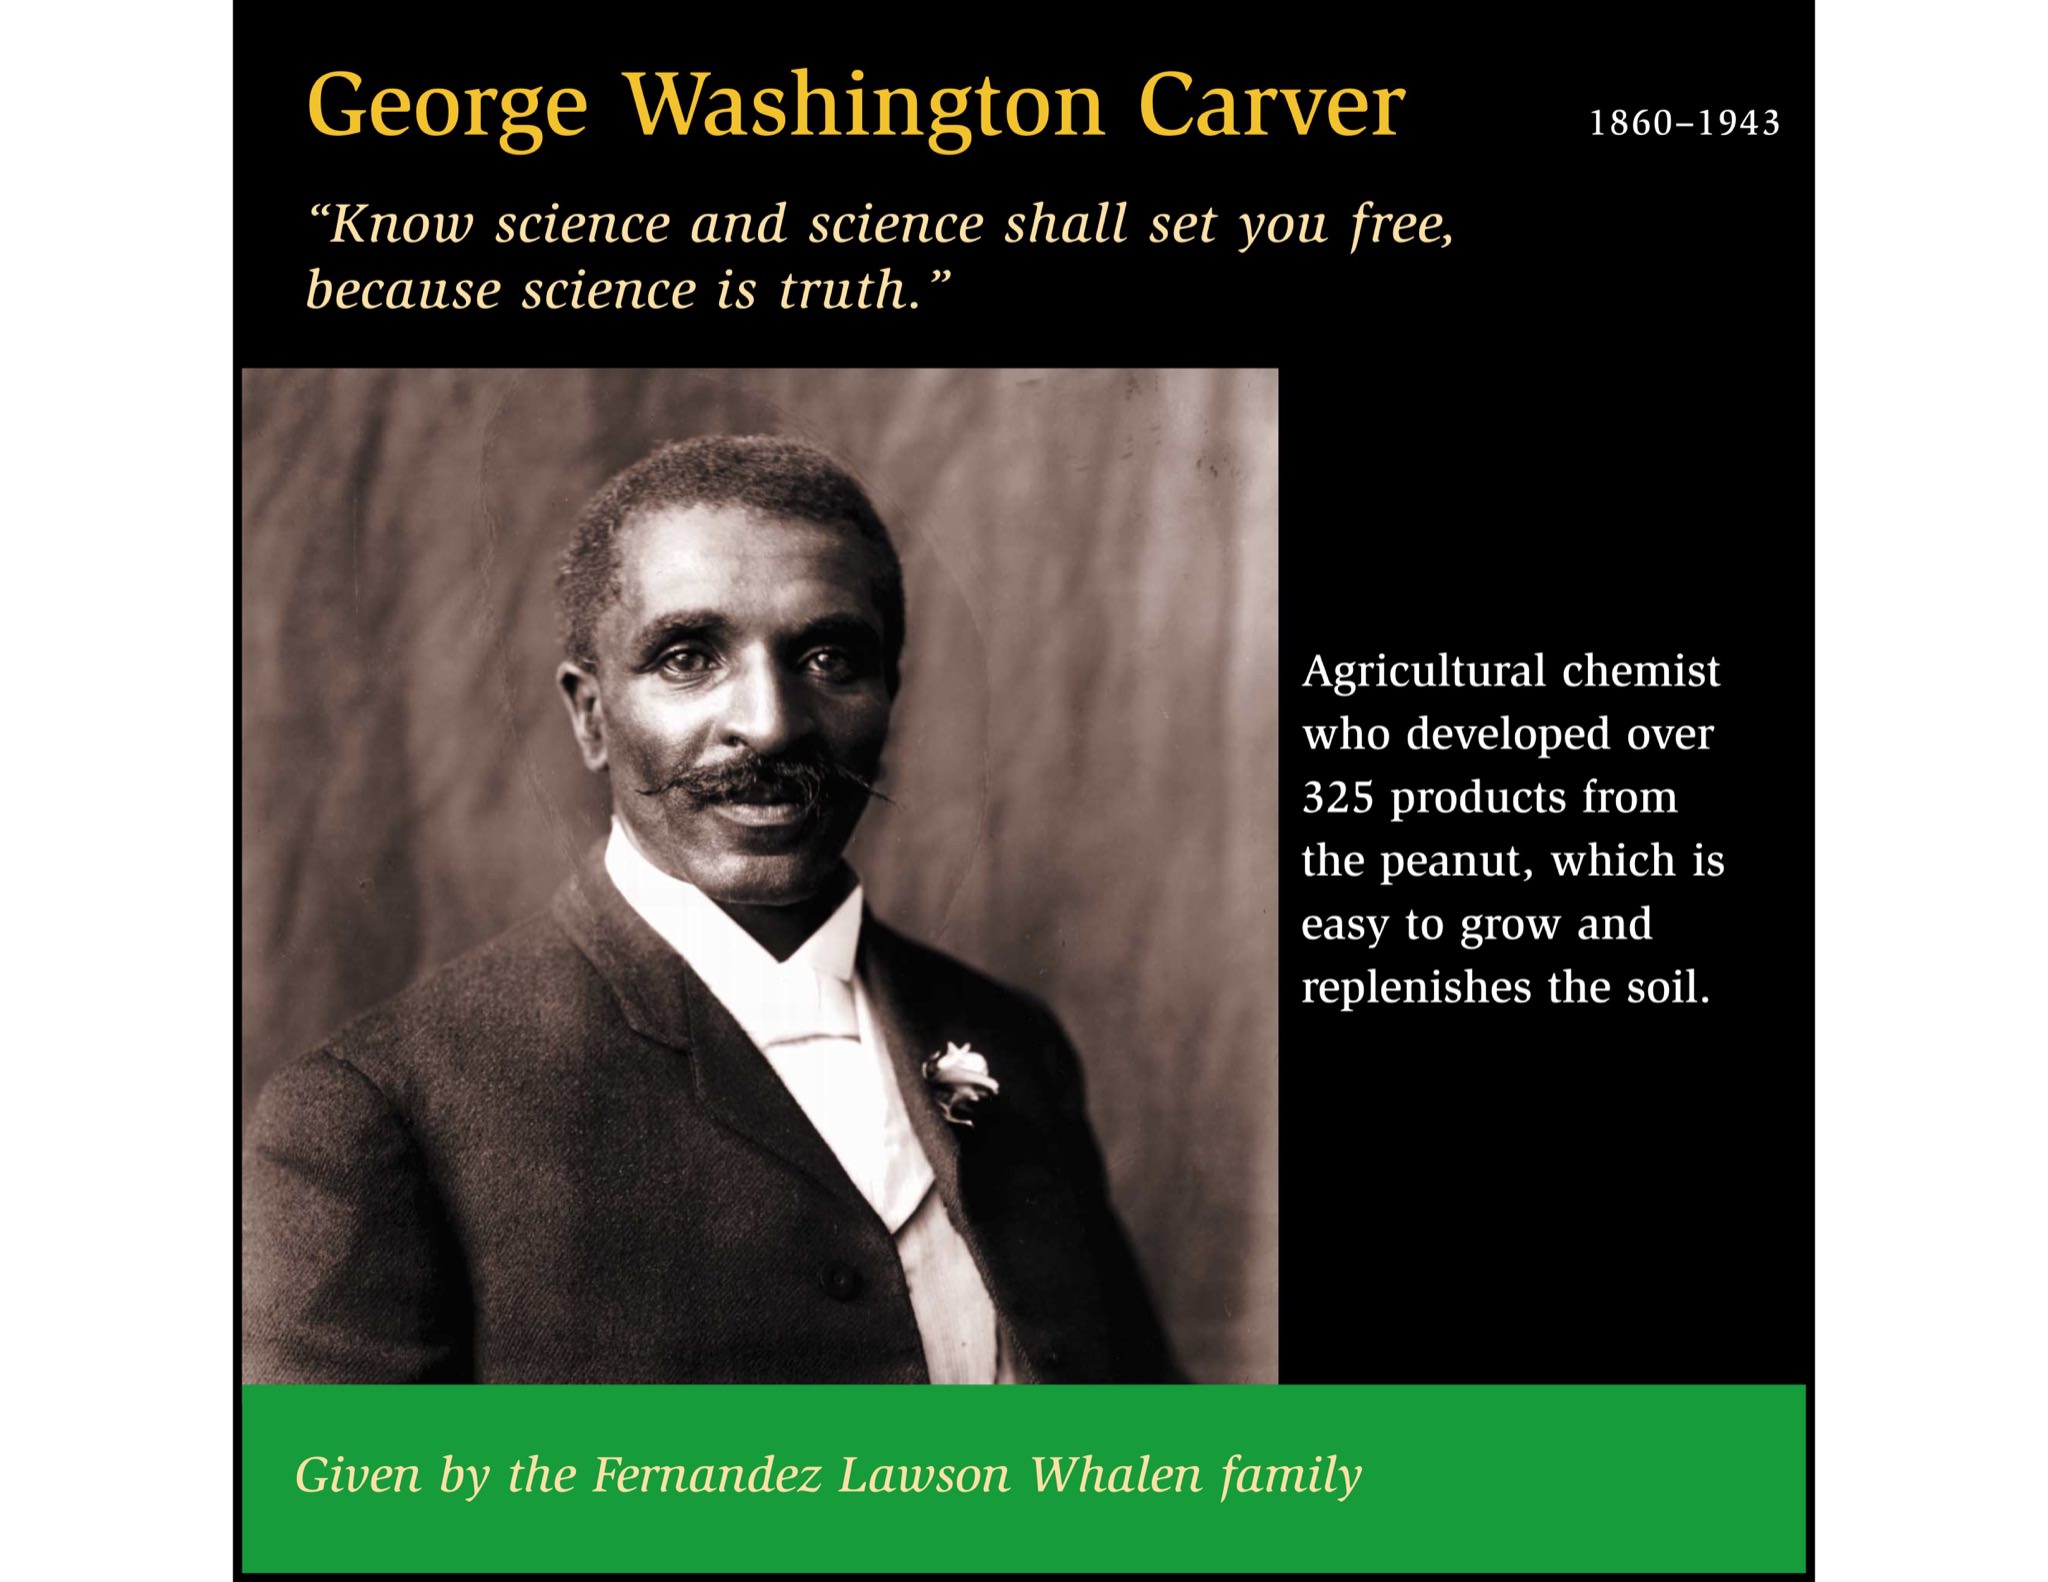 George Washington Carver
1860–1943
“Know science and science shall set you free,
because science is truth.”
Agricultural chemist
who developed over
325 products from
the peanut, which is
easy to grow and
replenishes the soil.
Given by the Fernandez Lawson Whalen family